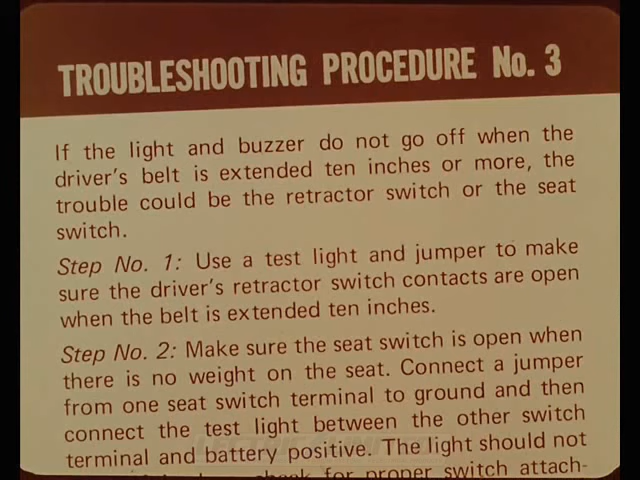 TROUBLESHOOTING PROCEDURE No. 3
If the light and buzzer do not go off when the
driver's belt is extended ten inches or more, the
trouble could be the retractor switch or the seat
switch.
Step No. 1: Use a test light and jumper to make
sure the driver's retractor switch contacts are open
when the belt is extended ten inches.
Step No. 2: Make sure the seat switch is open when
there is no weight on the seat. Connect a jumper
from one seat switch terminal to ground and then
connect the test light between the other switch
terminal and battery positive. The light should not
check for proper switch attach-